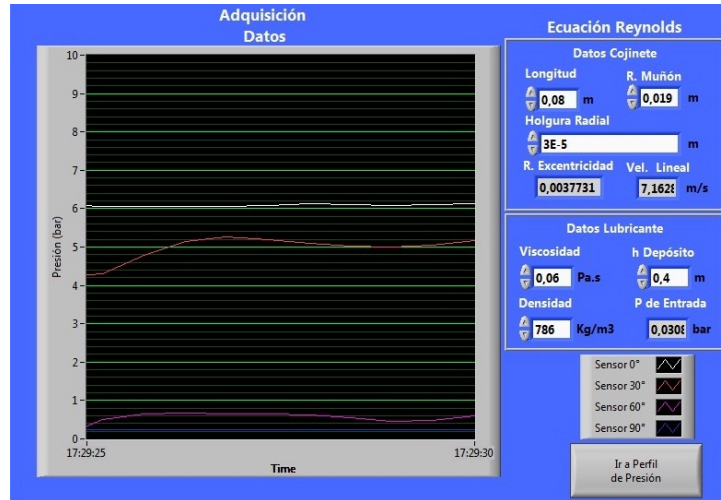 Adquisición
Datos
10
9
8
7
6
5
4
3
2
1
0
Presión (bar)
17:29:25
17:29:30
Time
Ecuación Reynolds
Datos Cojinete
Longitud
R. Muñón
0,08 m
0,019 m
Holgura Radial
3E-5 m
R. Excentricidad
Vel. Lineal
0,0037731
7,1628 m/s
Datos Lubricante
Viscosidad
h Depósito
0,06 Pa.s
0,4 m
Densidad
P de Entrada
786 Kg/m3
0,0308 bar
Sensor 0°
Sensor 30°
Sensor 60°
Sensor 90°
Ir a Perfil
de Presión